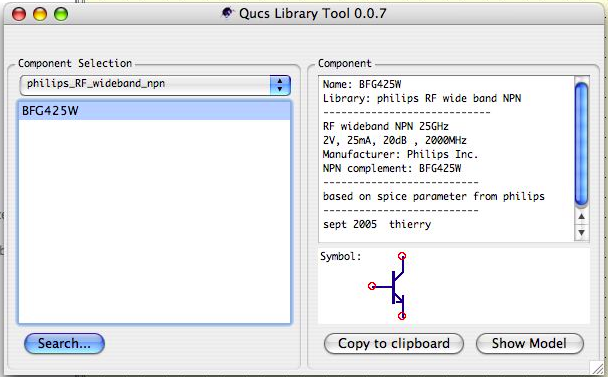 Qucs Library Tool 0.0.7
Component Selection
philips_RF_wideband_npn
BFG425W
Search...
Component
Name: BFG425W
Library: philips RF wide band NPN
----------------------------
RF wideband NPN 25GHz
2V, 25mA, 20dB , 2000MHz
Manufacturer: Philips Inc.
NPN complement: BFG425W
--------------------------
based on spice parameter from philips
--------------------------
sept 2005  thierry
Symbol:
Copy to clipboard
Show Model